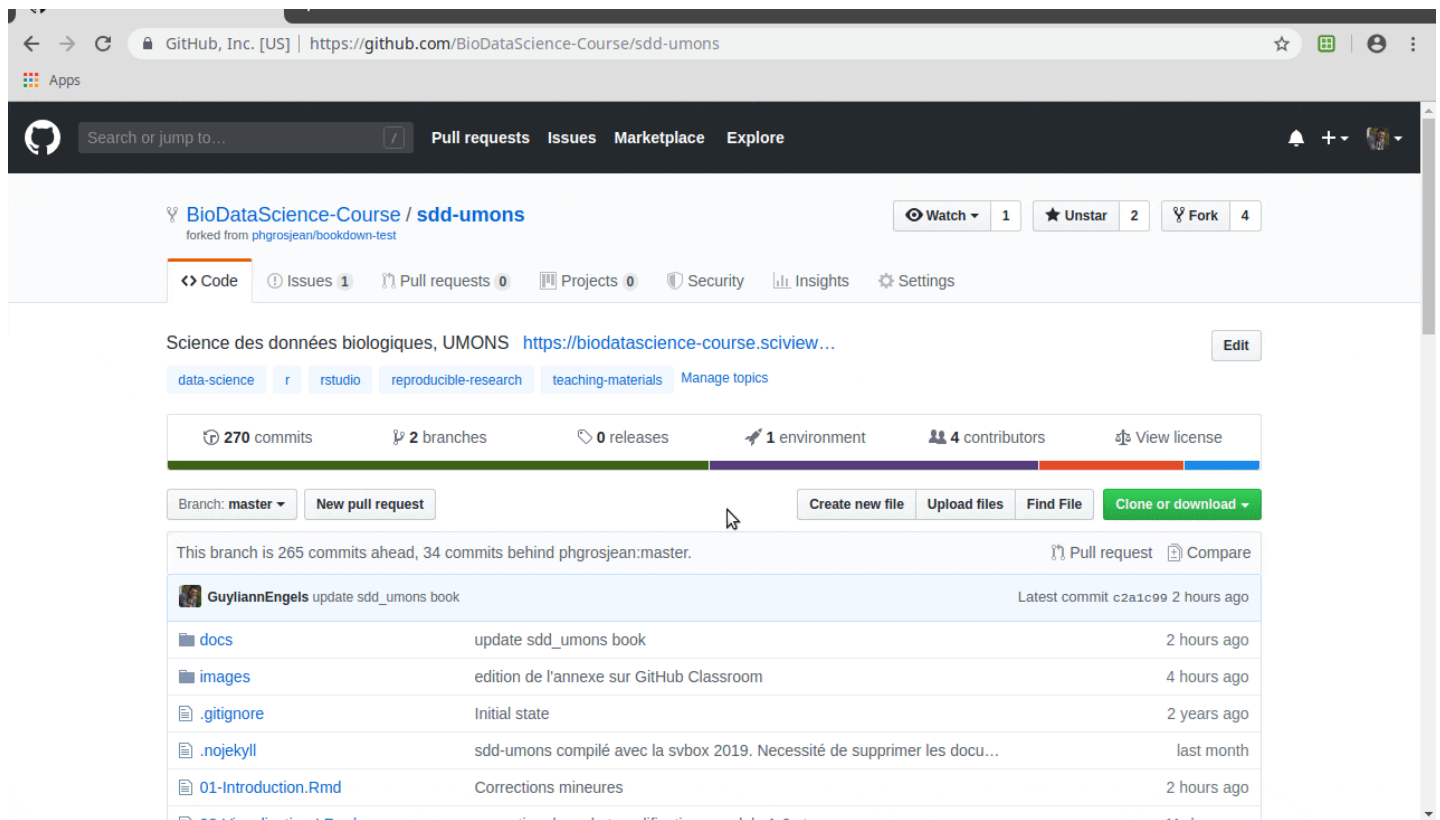 GitHub, Inc. [US] | https://github.com/BioDataScience-Course/sdd-umons
Apps
Search or jump to... / Pull requests Issues Marketplace Explore
BioDataScience-Course / sdd-umons Watch 1 Unstar 2 Fork 4
forked from phgrosjean/bookdown-test
Code Issues 1 Pull requests 0 Projects 0 Security Insights Settings
Science des données biologiques, UMONS https://biodatascience-course.sciview… Edit
data-science r rstudio reproducible-research teaching-materials Manage topics
270 commits 2 branches 0 releases 1 environment 4 contributors View license
Branch: master New pull request Create new file Upload files Find File Clone or download
This branch is 265 commits ahead, 34 commits behind phgrosjean:master. Pull request Compare
GuyliannEngels update sdd_umons book Latest commit c2a1c99 2 hours ago
docs update sdd_umons book 2 hours ago
images edition de l'annexe sur GitHub Classroom 4 hours ago
.gitignore Initial state 2 years ago
.nojekyll sdd-umons compilé avec la svbox 2019. Necessité de supprimer les docu… last month
01-Introduction.Rmd Corrections mineures 2 hours ago